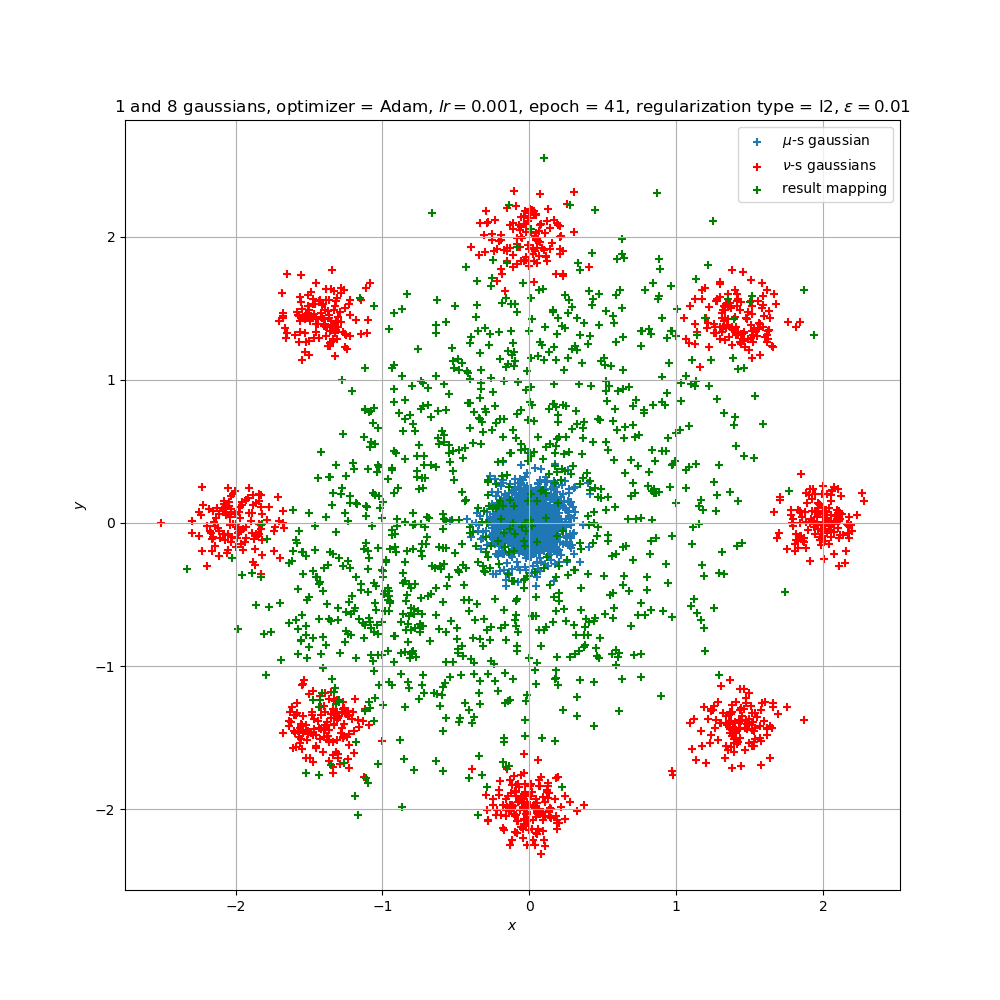 1 and 8 gaussians, optimizer = Adam, lr = 0.001, epoch = 41, regularization type = l2, ε = 0.01
μ-s gaussian
ν-s gaussians
result mapping
2
1
0
−1
−2
y
−2 −1 0 1 2
x